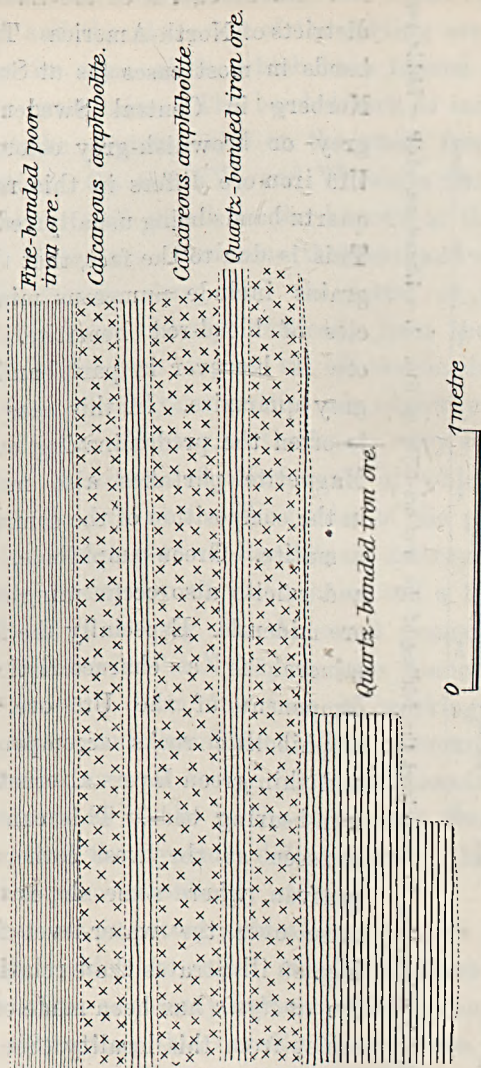 Fine-banded poor
iron ore.
Calcareous amphibolite.
Calcareous amphibolite.
Quartz-banded iron ore.
Quartz-banded iron ore.
0 1 metre